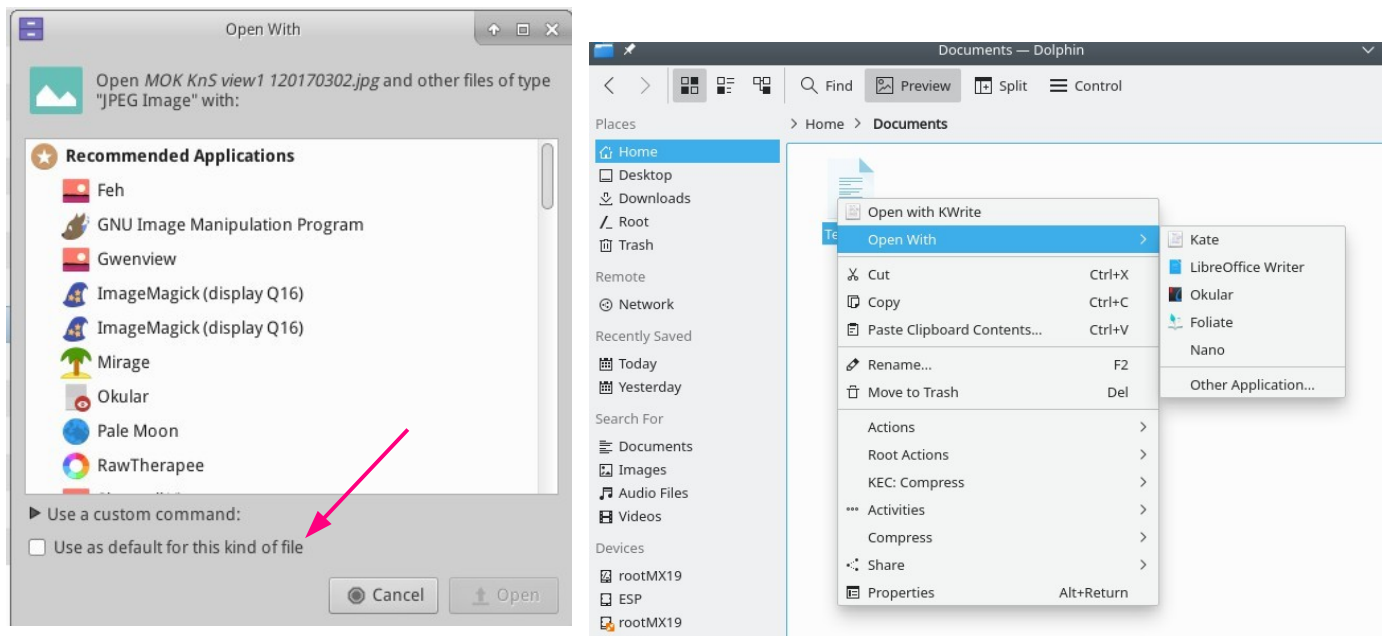 Open With
Open MOK KnS view1 120170302.jpg and other files of type
"JPEG Image" with:
Recommended Applications
Feh
GNU Image Manipulation Program
Gwenview
ImageMagick (display Q16)
ImageMagick (display Q16)
Mirage
Okular
Pale Moon
RawTherapee
Use a custom command:
Use as default for this kind of file
Cancel
Open
Documents — Dolphin
Find
Preview
Split
Control
Places
> Home > Documents
Home
Desktop
Downloads
Root
Trash
Remote
Network
Recently Saved
Today
Yesterday
Search For
Documents
Images
Audio Files
Videos
Devices
rootMX19
ESP
rootMX19
Te
Open with KWrite
Open With
Cut Ctrl+X
Copy Ctrl+C
Paste Clipboard Contents... Ctrl+V
Rename... F2
Move to Trash Del
Actions
Root Actions
KEC: Compress
Activities
Compress
Share
Properties Alt+Return
Kate
LibreOffice Writer
Okular
Foliate
Nano
Other Application...